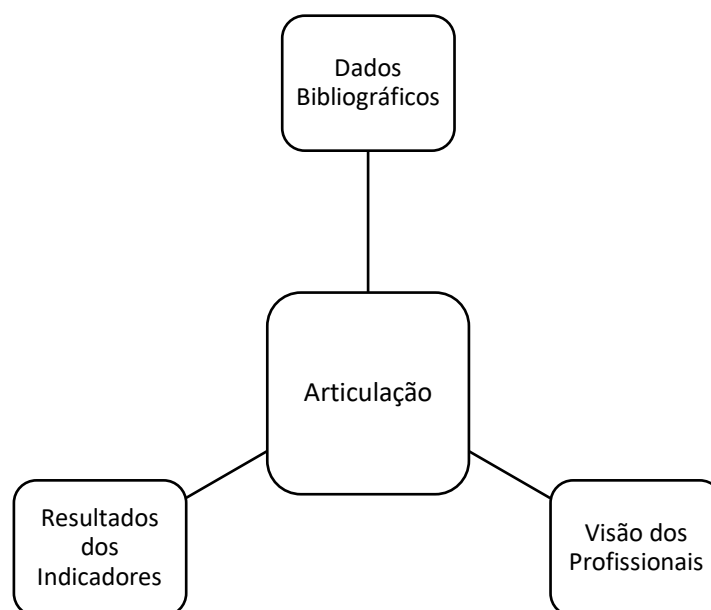 Dados
Bibliográficos
Articulação
Resultados
dos
Indicadores
Visão dos
Profissionais